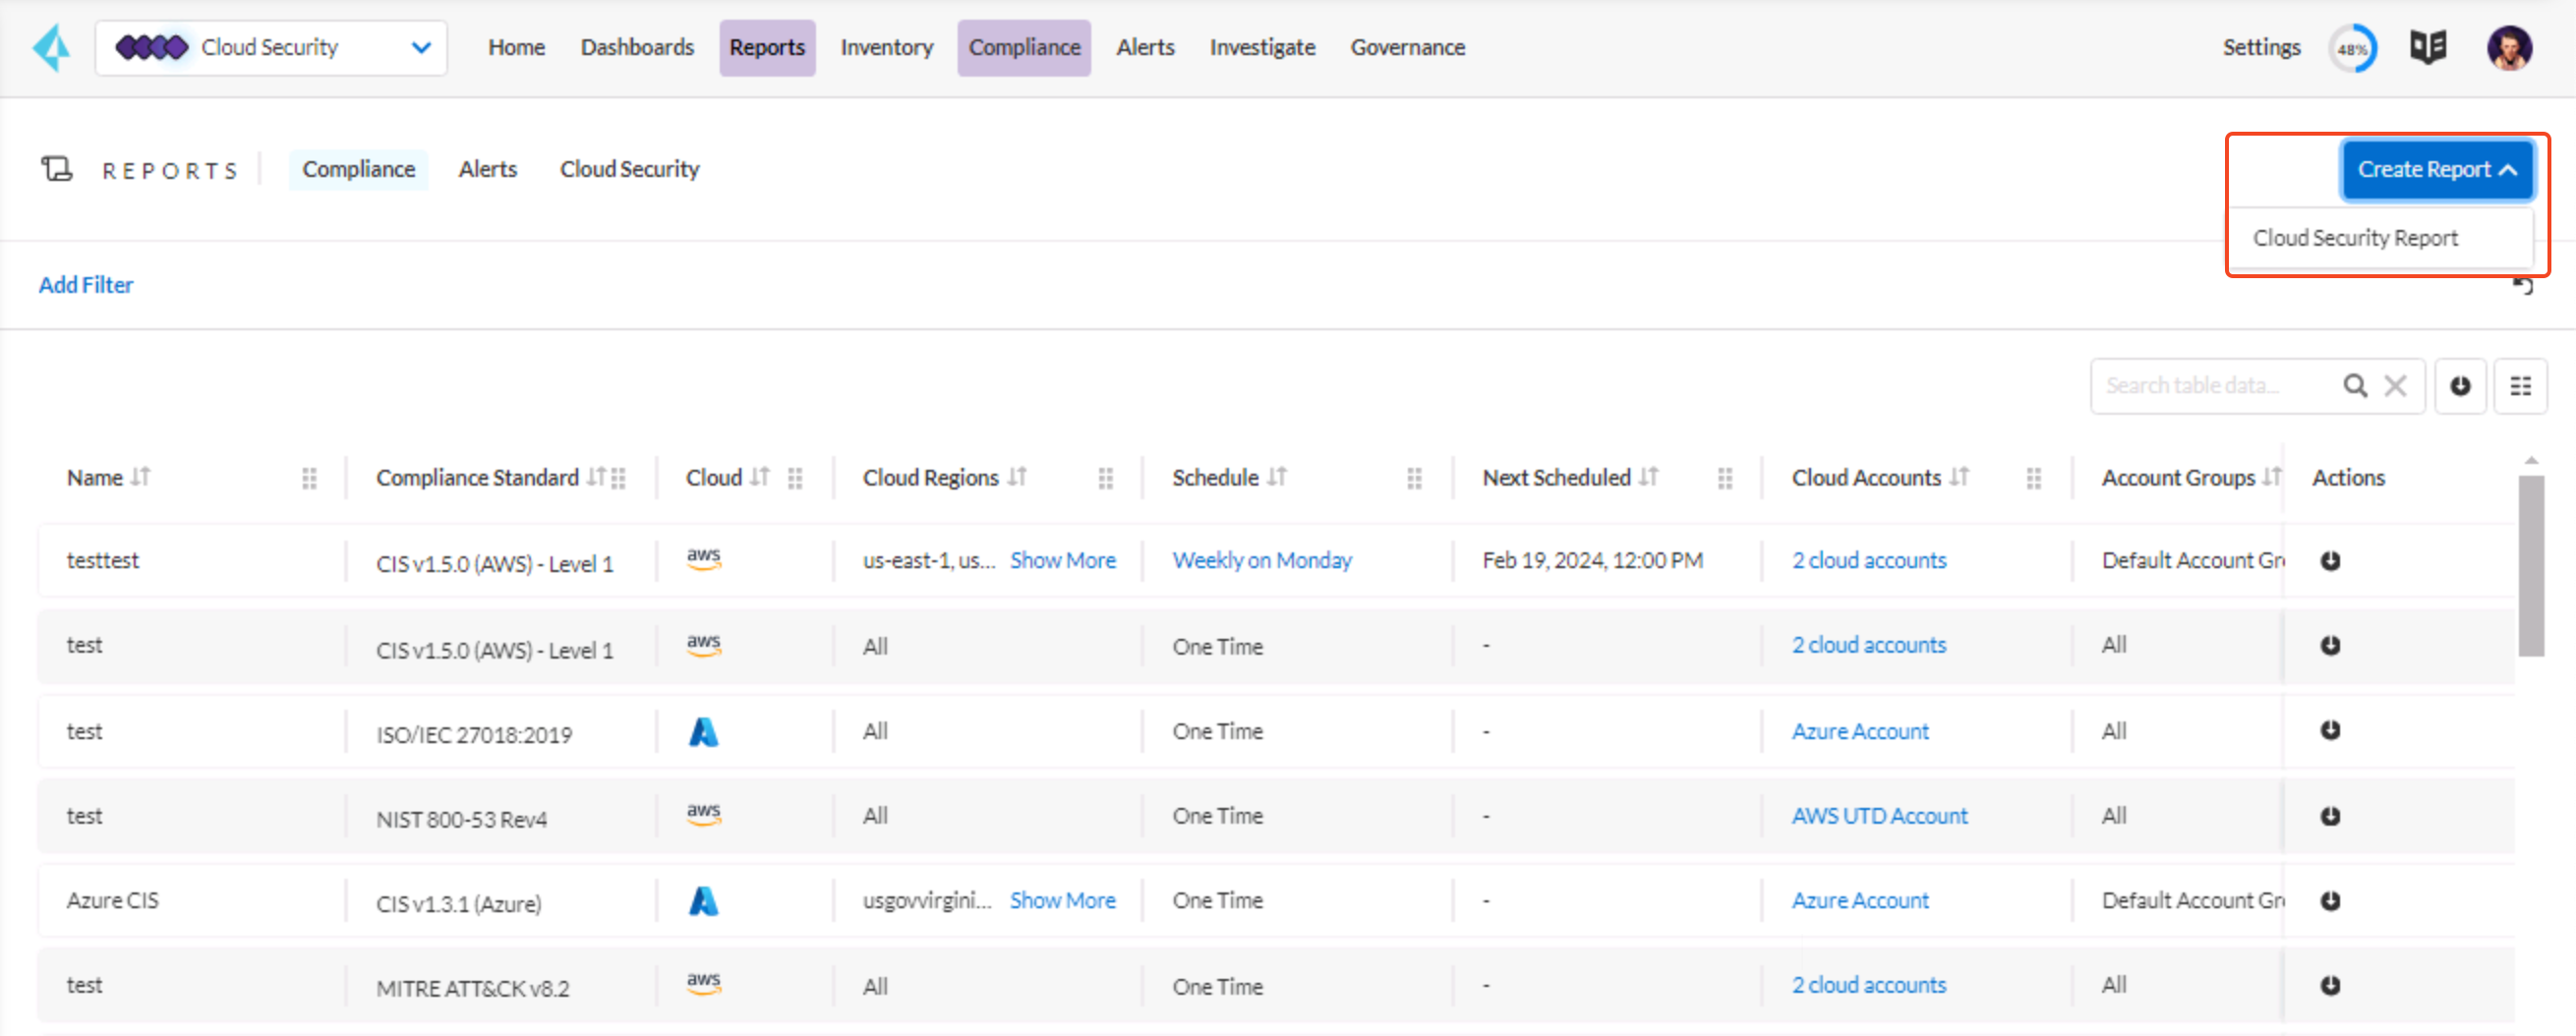 Cloud Security Home Dashboards Reports Inventory Compliance Alerts Investigate Governance Settings 48%
REPORTS Compliance Alerts Cloud Security Create Report
Cloud Security Report
Add Filter
Search table data...
Name Compliance Standard Cloud Cloud Regions Schedule Next Scheduled Cloud Accounts Account Groups Actions
testtest CIS v1.5.0 (AWS) - Level 1 aws us-east-1, us... Show More Weekly on Monday Feb 19, 2024, 12:00 PM 2 cloud accounts Default Account Gr
test CIS v1.5.0 (AWS) - Level 1 aws All One Time - 2 cloud accounts All
test ISO/IEC 27018:2019 All One Time - Azure Account All
test NIST 800-53 Rev4 aws All One Time - AWS UTD Account All
Azure CIS CIS v1.3.1 (Azure) usgovvirgini... Show More One Time - Azure Account Default Account Gr
test MITRE ATT&CK v8.2 aws All One Time - 2 cloud accounts All